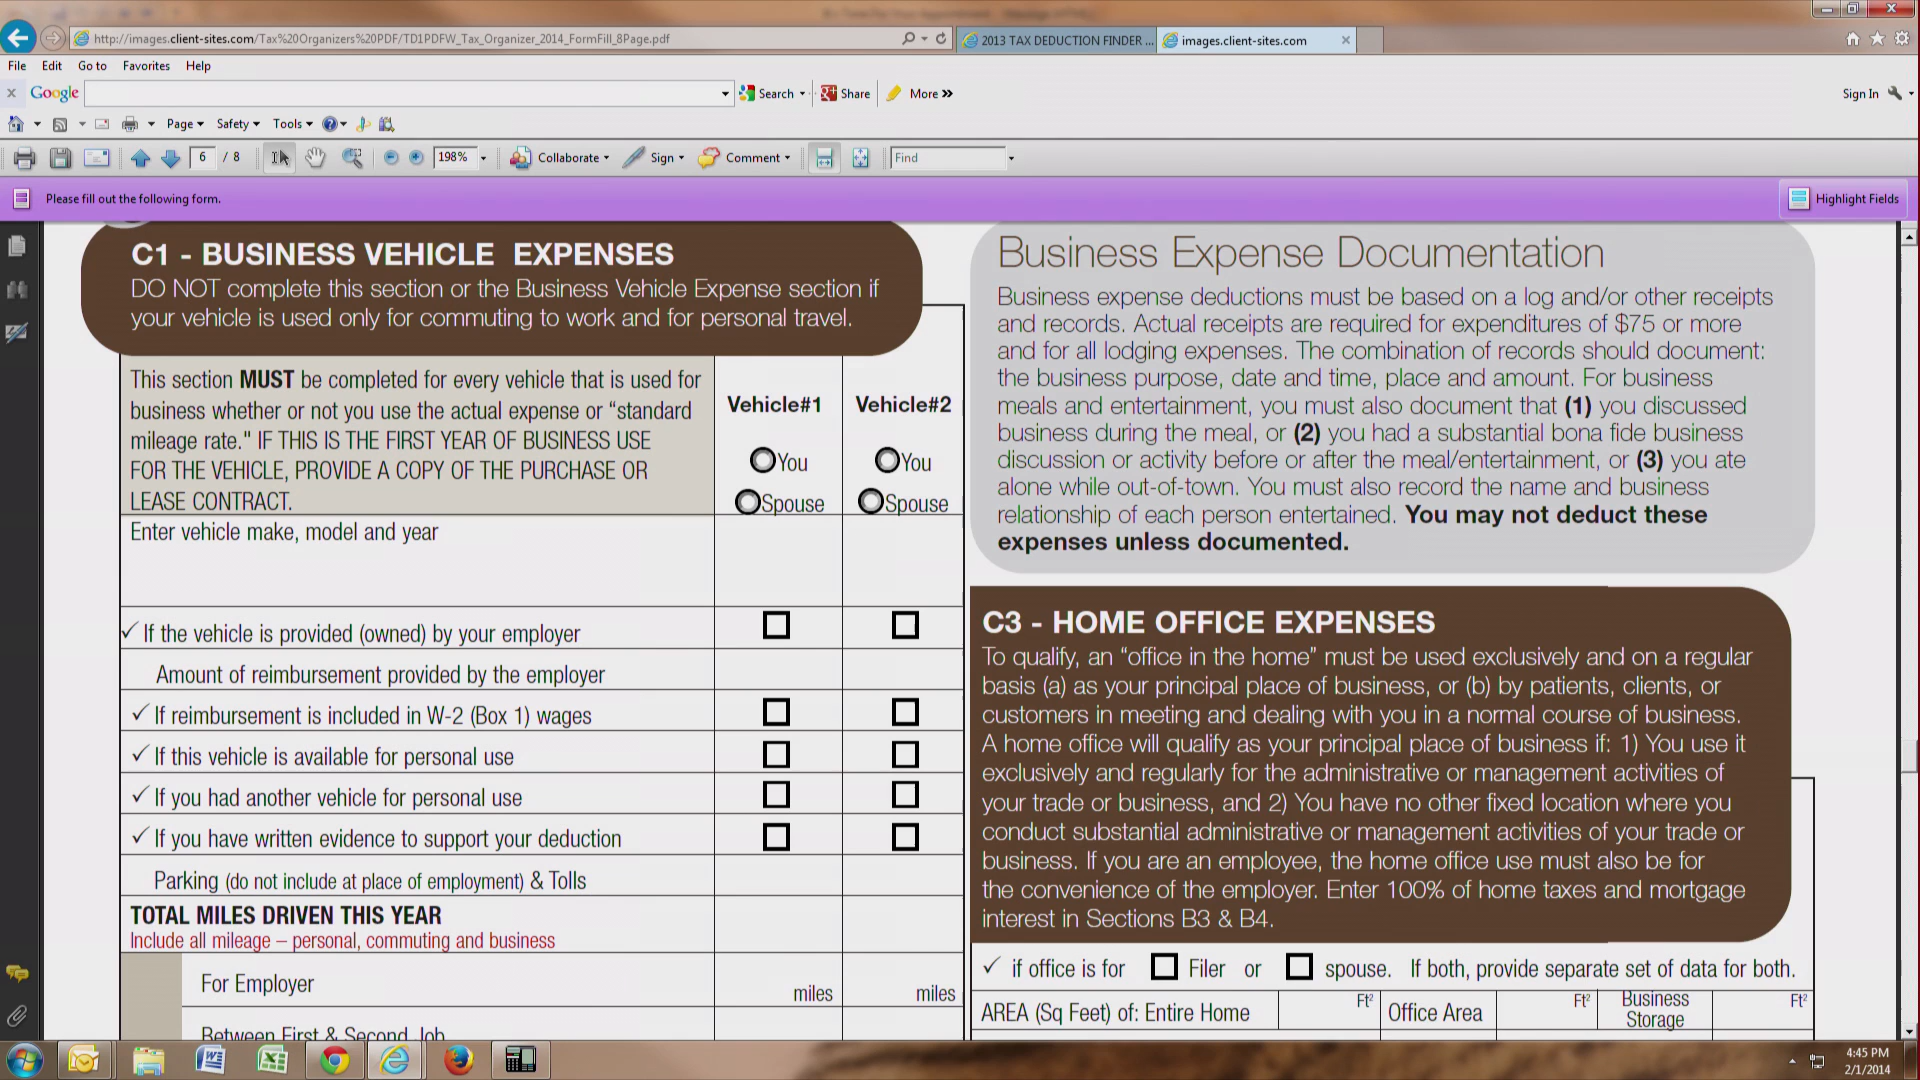 http://images.client-sites.com/Tax%20Organizers%20PDF/TD1PDFW_Tax_Organizer_2014_FormFill_8Page.pdf
2013 TAX DEDUCTION FINDER ...
images.client-sites.com
File Edit Go to Favorites Help
Google
Search
Share
More
Sign In
Page Safety Tools
6 / 8
198%
Collaborate
Sign
Comment
Find
Please fill out the following form.
Highlight Fields
C1 - BUSINESS VEHICLE EXPENSES
DO NOT complete this section or the Business Vehicle Expense section if
your vehicle is used only for commuting to work and for personal travel.
This section MUST be completed for every vehicle that is used for
business whether or not you use the actual expense or “standard
mileage rate." IF THIS IS THE FIRST YEAR OF BUSINESS USE
FOR THE VEHICLE, PROVIDE A COPY OF THE PURCHASE OR
LEASE CONTRACT.
Vehicle#1
You
Spouse
Vehicle#2
You
Spouse
Enter vehicle make, model and year
✓ If the vehicle is provided (owned) by your employer
Amount of reimbursement provided by the employer
✓ If reimbursement is included in W-2 (Box 1) wages
✓ If this vehicle is available for personal use
✓ If you had another vehicle for personal use
✓ If you have written evidence to support your deduction
Parking (do not include at place of employment) & Tolls
TOTAL MILES DRIVEN THIS YEAR
Include all mileage – personal, commuting and business
For Employer miles miles
Between First & Second Job
Business Expense Documentation
Business expense deductions must be based on a log and/or other receipts
and records. Actual receipts are required for expenditures of $75 or more
and for all lodging expenses. The combination of records should document:
the business purpose, date and time, place and amount. For business
meals and entertainment, you must also document that (1) you discussed
business during the meal, or (2) you had a substantial bona fide business
discussion or activity before or after the meal/entertainment, or (3) you ate
alone while out-of-town. You must also record the name and business
relationship of each person entertained. You may not deduct these
expenses unless documented.
C3 - HOME OFFICE EXPENSES
To qualify, an “office in the home” must be used exclusively and on a regular
basis (a) as your principal place of business, or (b) by patients, clients, or
customers in meeting and dealing with you in a normal course of business.
A home office will qualify as your principal place of business if: 1) You use it
exclusively and regularly for the administrative or management activities of
your trade or business, and 2) You have no other fixed location where you
conduct substantial administrative or management activities of your trade or
business. If you are an employee, the home office use must also be for
the convenience of the employer. Enter 100% of home taxes and mortgage
interest in Sections B3 & B4.
✓ if office is for Filer or spouse. If both, provide separate set of data for both.
AREA (Sq Feet) of: Entire Home Ft² Office Area Ft² Business Storage Ft²
4:45 PM
2/1/2014